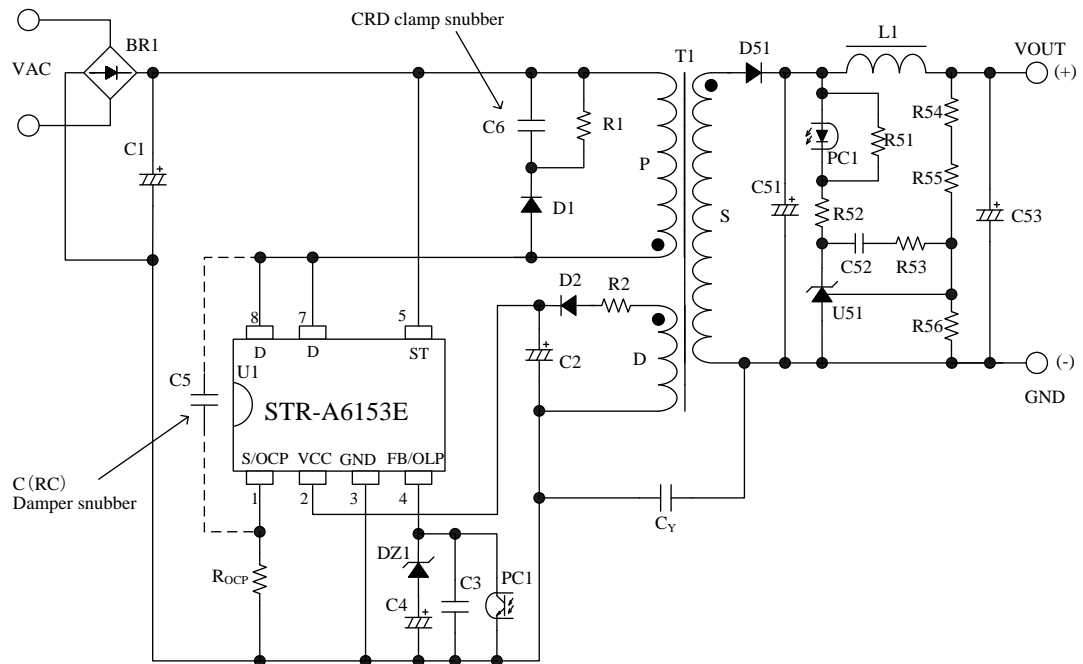 CRD clamp snubber
BR1
VAC
C1
C6
R1
D1
P
T1
S
D51
L1
VOUT
(+)
PC1
R51
R54
R55
C51
R52
C52
R53
C53
U51
R56
(-)
GND
D2
R2
C2
D
8
7
5
D
D
ST
U1
STR-A6153E
C5
S/OCP
VCC
GND
FB/OLP
1
2
3
4
C(RC)
Damper snubber
ROCP
DZ1
C4
C3
PC1
CY